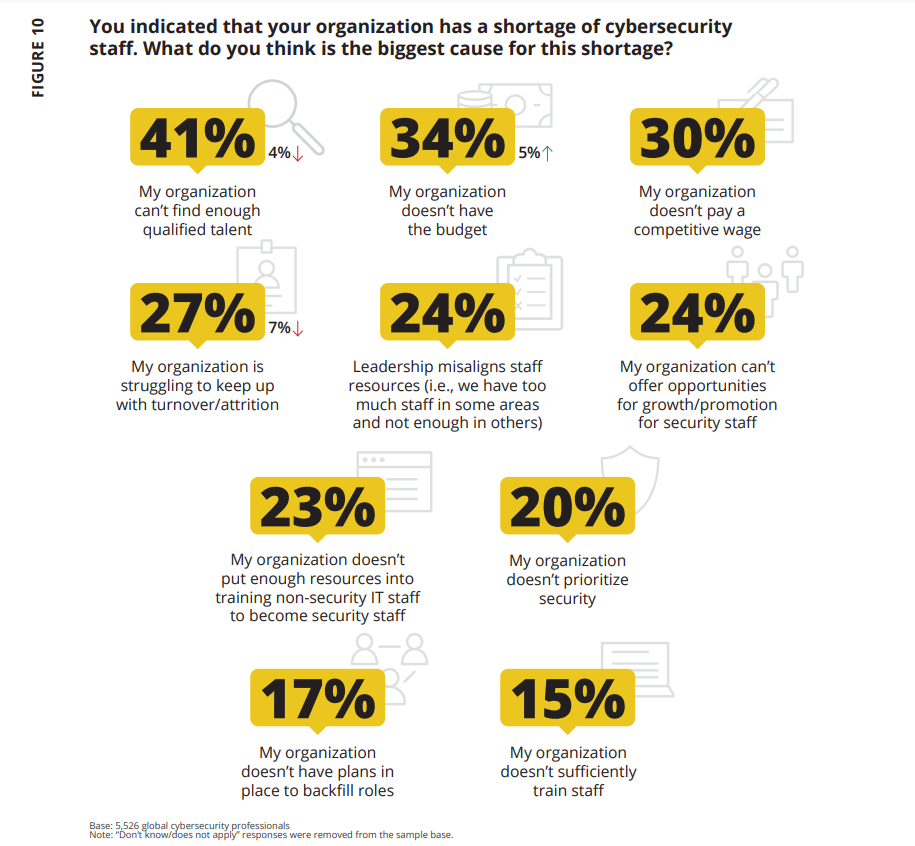 FIGURE 10
You indicated that your organization has a shortage of cybersecurity
staff. What do you think is the biggest cause for this shortage?
41%
4%↓
My organization
can’t find enough
qualified talent
34%
5%↑
My organization
doesn’t have
the budget
30%
My organization
doesn’t pay a
competitive wage
27%
7%↓
My organization is
struggling to keep up
with turnover/attrition
24%
Leadership misaligns staff
resources (i.e., we have too
much staff in some areas
and not enough in others)
24%
My organization can’t
offer opportunities
for growth/promotion
for security staff
23%
My organization doesn’t
put enough resources into
training non-security IT staff
to become security staff
20%
My organization
doesn’t prioritize
security
17%
My organization
doesn’t have plans in
place to backfill roles
15%
My organization
doesn’t sufficiently
train staff
Base: 5,526 global cybersecurity professionals
Note: “Don’t know/does not apply” responses were removed from the sample base.